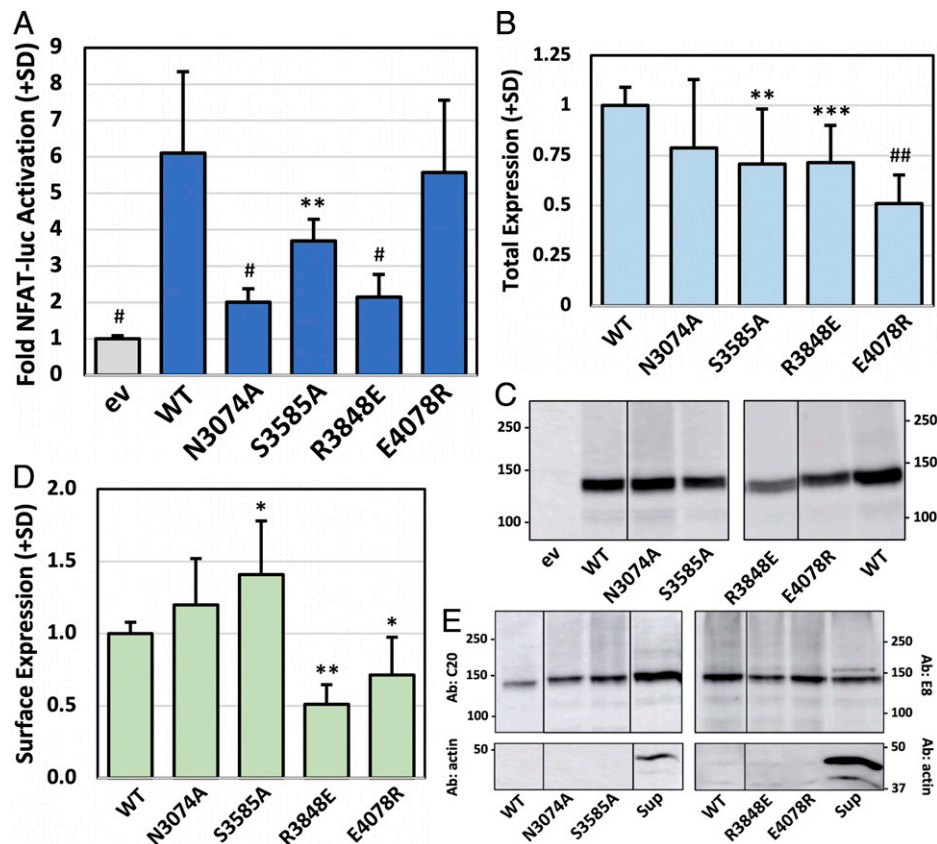 A
Fold NFAT-luc Activation (+SD)
9
8
7
6
5
4
3
2
1
0
#
#
**
#
ev
WT
N3074A
S3585A
R3848E
E4078R
B
Total Expression (+SD)
1.25
1
0.75
0.5
0.25
0
**
***
##
WT
N3074A
S3585A
R3848E
E4078R
C
250
150
100
250
150
100
ev
WT
N3074A
S3585A
R3848E
E4078R
WT
D
Surface Expression (+SD)
2.0
1.5
1.0
0.5
0.0
*
**
*
WT
N3074A
S3585A
R3848E
E4078R
E
Ab: C20
250
150
100
250
150
100
Ab: E8
Ab: actin
50
50
37
Ab: actin
WT
N3074A
S3585A
Sup
WT
R3848E
E4078R
Sup